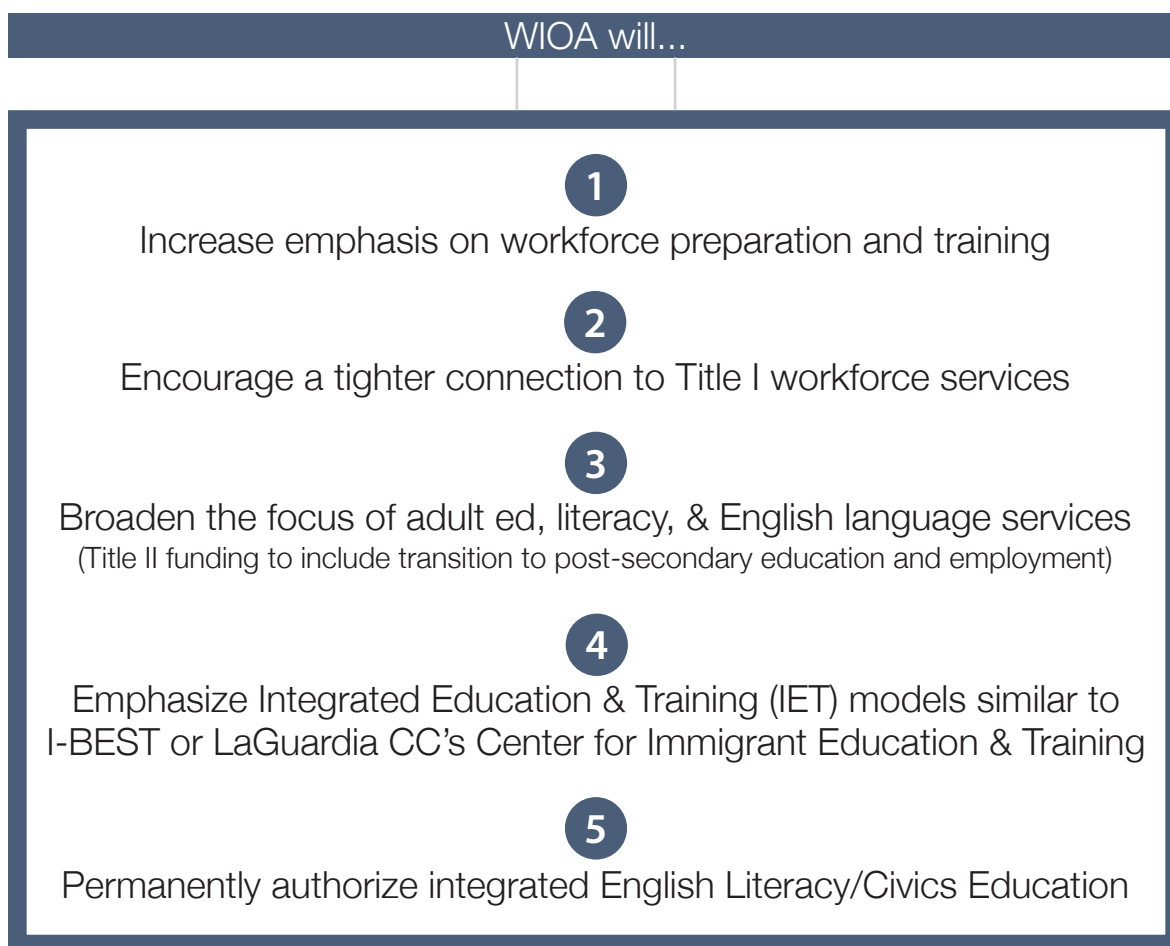 WIOA will...
1
Increase emphasis on workforce preparation and training
2
Encourage a tighter connection to Title I workforce services
3
Broaden the focus of adult ed, literacy, & English language services
(Title II funding to include transition to post-secondary education and employment)
4
Emphasize Integrated Education & Training (IET) models similar to
I-BEST or LaGuardia CC's Center for Immigrant Education & Training
5
Permanently authorize integrated English Literacy/Civics Education